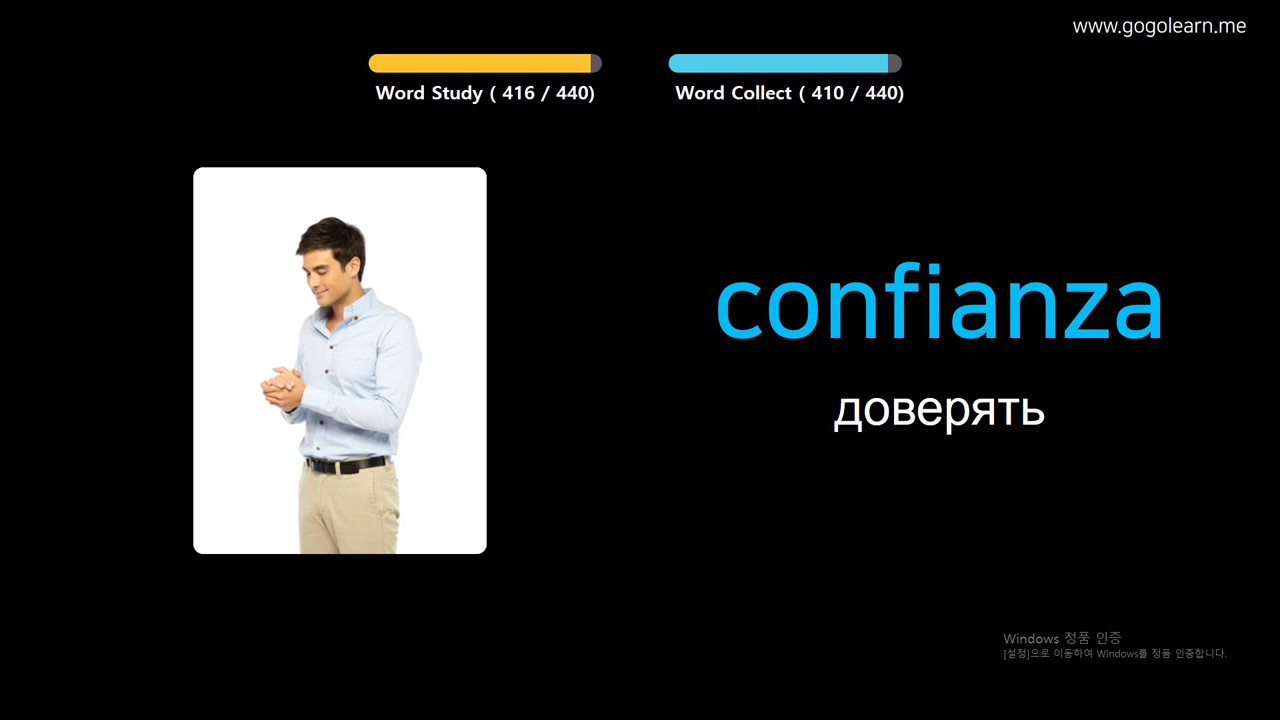 www.gogolearn.me
Word Study ( 416 / 440)
Word Collect ( 410 / 440)
confianza
доверять
Windows 정품 인증
[설정]으로 이동하여 Windows를 정품 인증합니다.